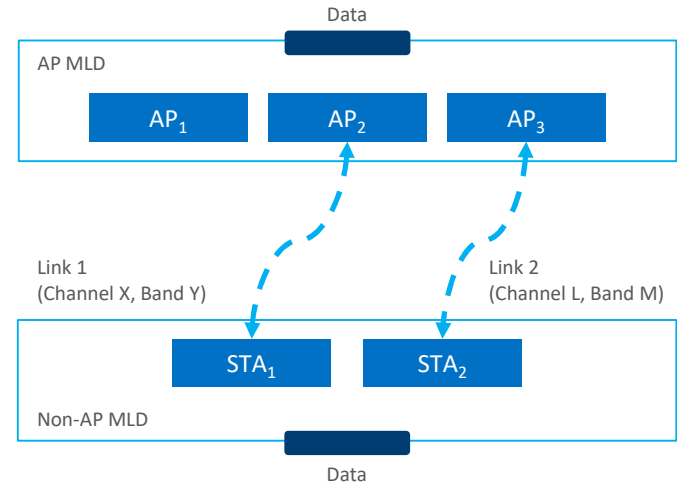 Data
AP MLD
AP₁
AP₂
AP₃
Link 1
(Channel X, Band Y)
Link 2
(Channel L, Band M)
STA₁
STA₂
Non-AP MLD
Data